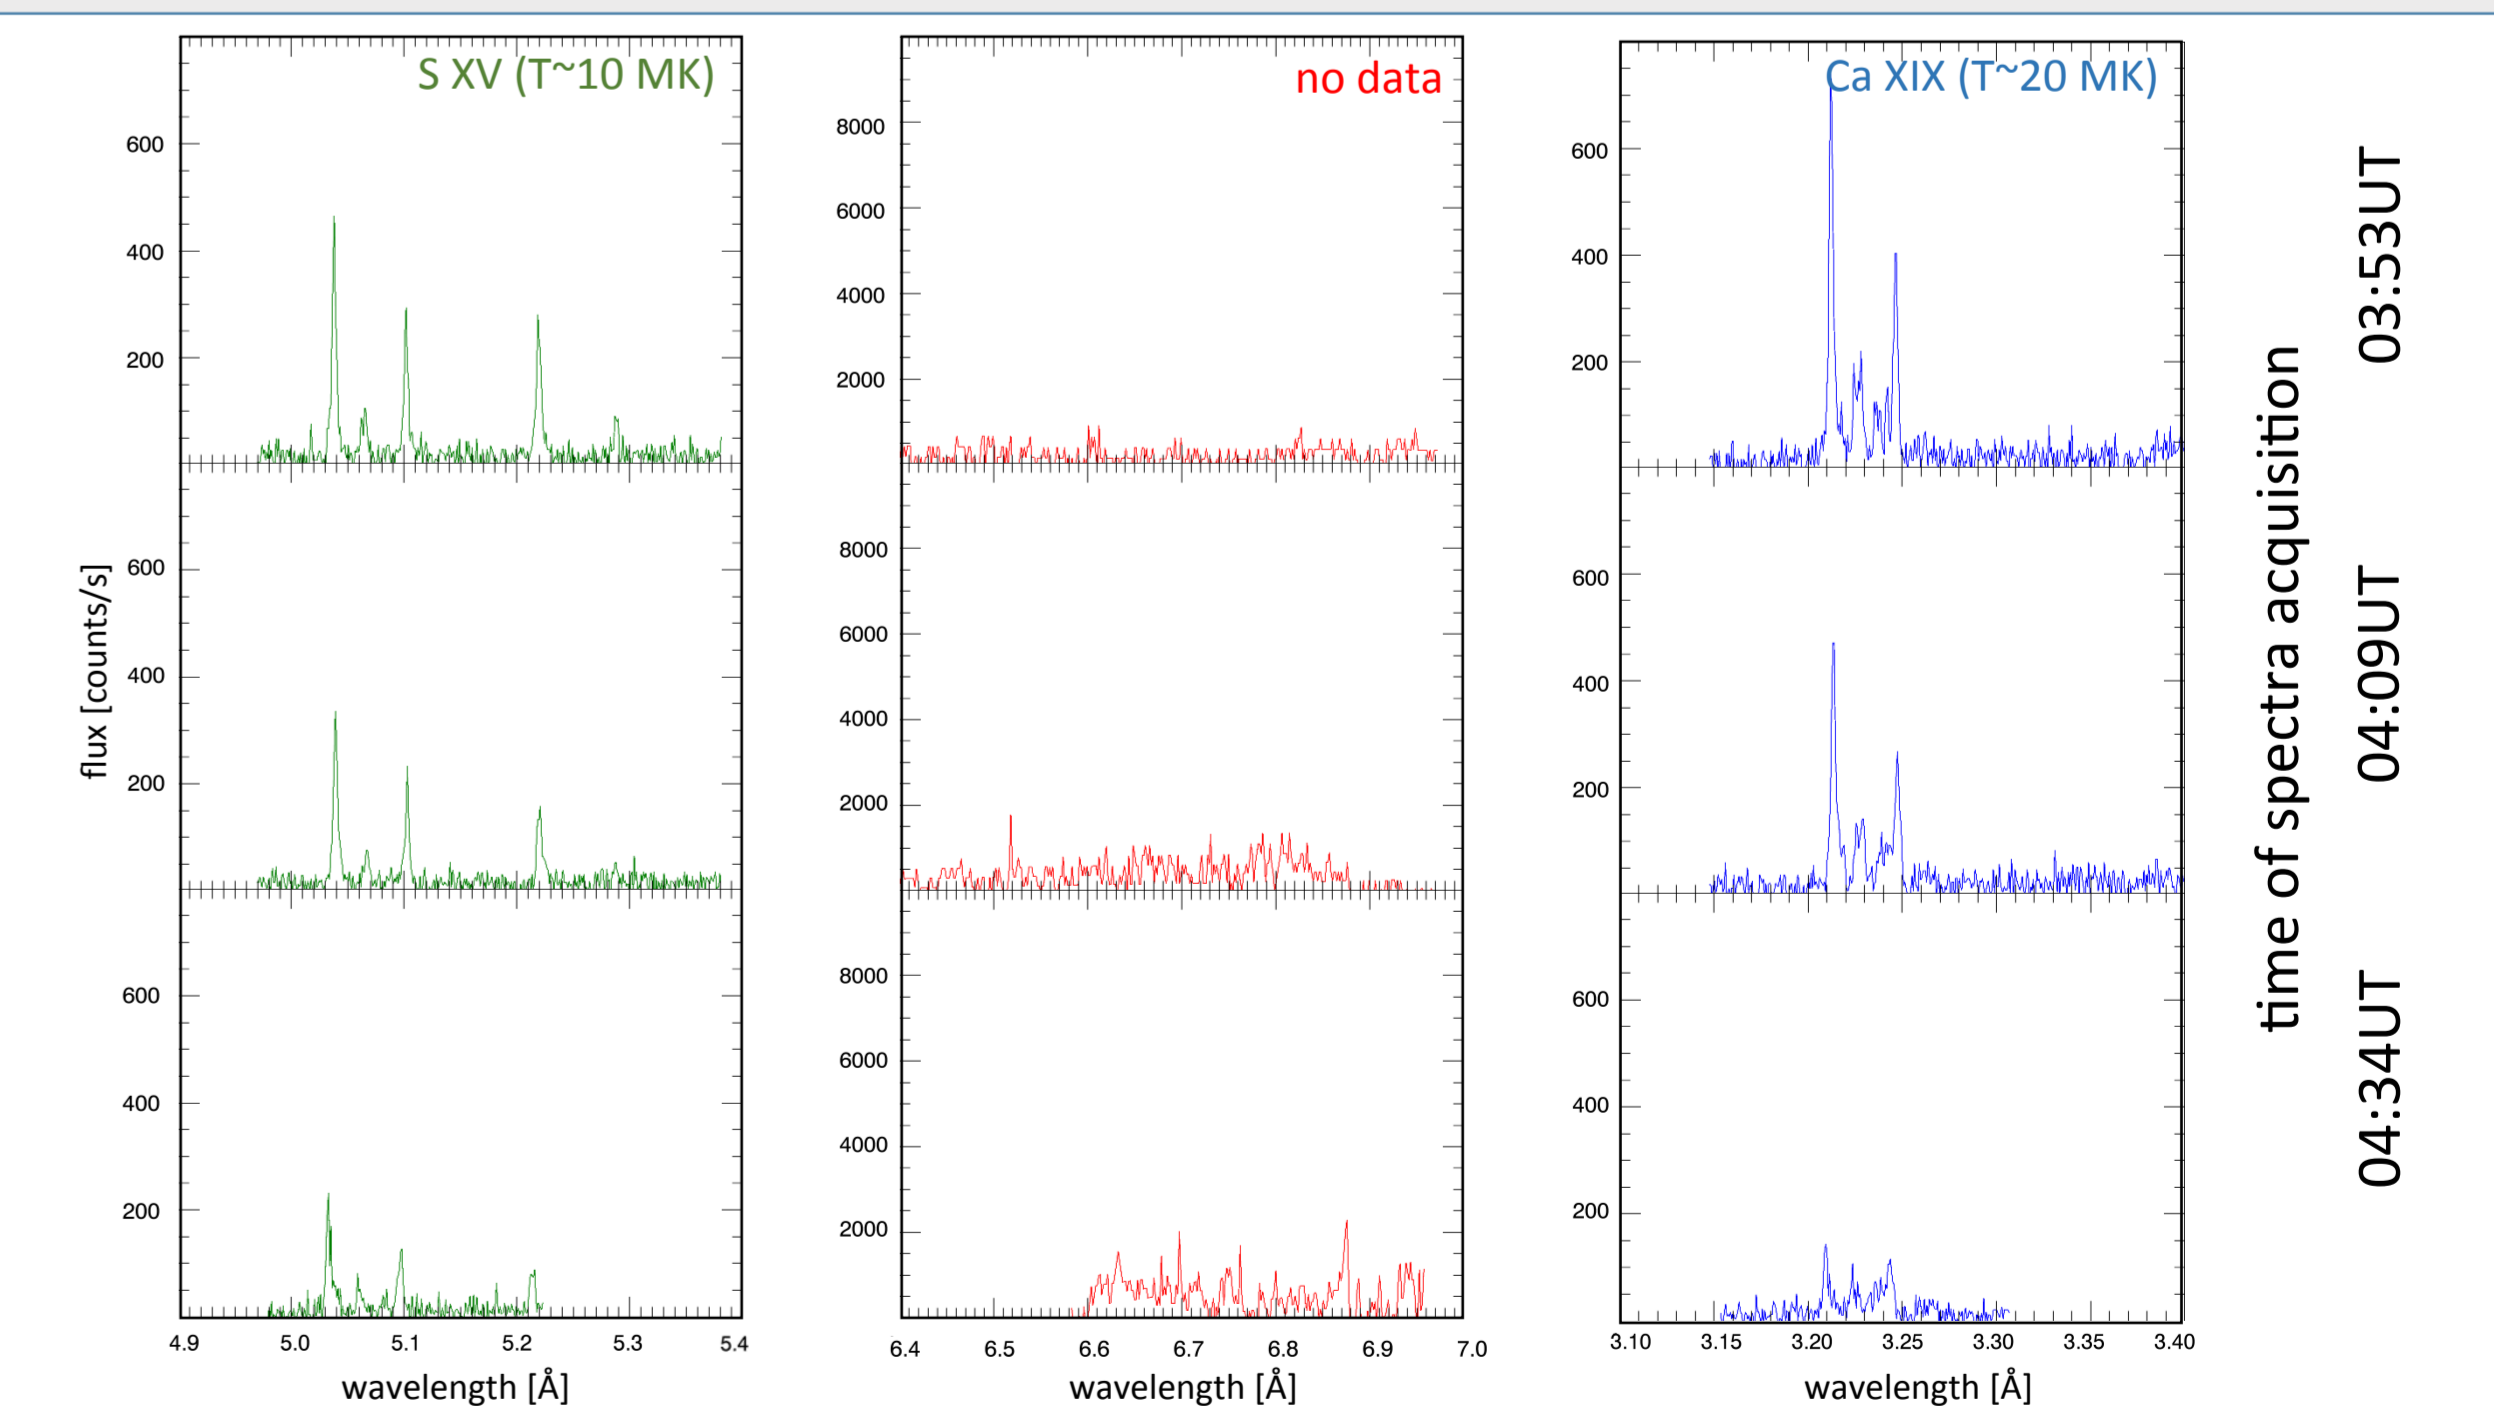 S XV (T~10 MK)
no data
Ca XIX (T~20 MK)
600
400
200
600
400
200
600
400
200
8000
6000
4000
2000
8000
6000
4000
2000
8000
6000
4000
2000
600
400
200
600
400
200
600
400
200
flux [counts/s]
4.9 5.0 5.1 5.2 5.3 5.4
6.4 6.5 6.6 6.7 6.8 6.9 7.0
3.10 3.15 3.20 3.25 3.30 3.35 3.40
wavelength [Å]
wavelength [Å]
wavelength [Å]
time of spectra acquisition
03:53UT
04:09UT
04:34UT